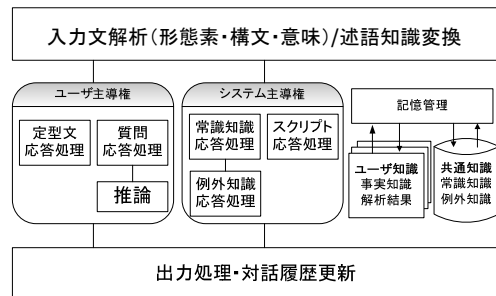 入力文解析(形態素・構文・意味)/述語知識変換
ユーザ主導権
定型文
応答処理
質問
応答処理
推論
システム主導権
常識知識
応答処理
スクリプト
応答処理
例外知識
応答処理
記憶管理
ユーザ知識
事実知識
解析結果
共通知識
常識知識
例外知識
出力処理・対話履歴更新